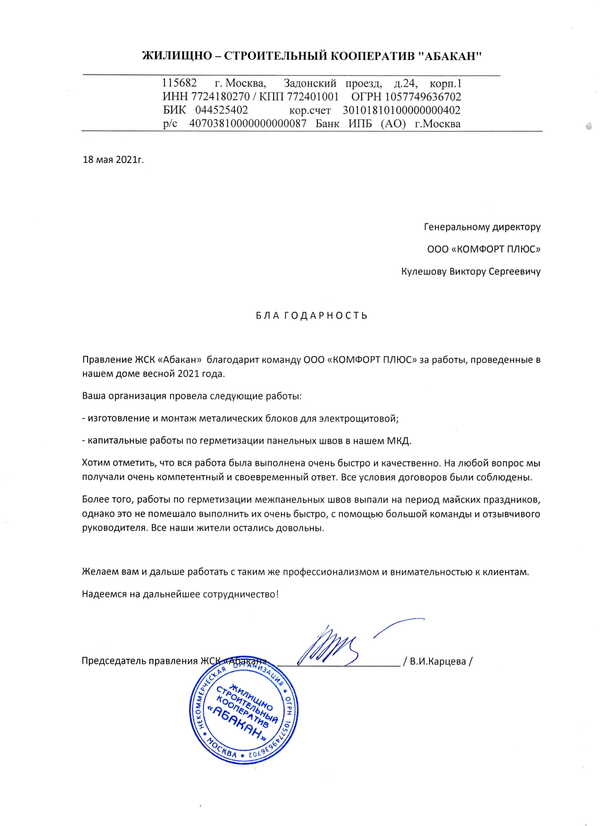 ЖИЛИЩНО – СТРОИТЕЛЬНЫЙ КООПЕРАТИВ "АБАКАН"
115682 г. Москва, Задонский проезд, д.24, корп.1
ИНН 7724180270 / КПП 772401001 ОГРН 1057749636702
БИК 044525402 кор.счет 30101810100000000402
р/с 40703810000000000087 Банк ИПБ (АО) г.Москва
18 мая 2021г.
Генеральному директору
ООО «КОМФОРТ ПЛЮС»
Кулешову Виктору Сергеевичу
Б Л А Г О Д А Р Н О С Т Ь
Правление ЖСК «Абакан» благодарит команду ООО «КОМФОРТ ПЛЮС» за работы, проведенные в
нашем доме весной 2021 года.
Ваша организация провела следующие работы:
- изготовление и монтаж металических блоков для электрощитовой;
- капитальные работы по герметизации панельных швов в нашем МКД.
Хотим отметить, что вся работа была выполнена очень быстро и качественно. На любой вопрос мы
получали очень компетентный и своевременный ответ. Все условия договоров были соблюдены.
Более того, работы по герметизации межпанельных швов выпали на период майских праздников,
однако это не помешало выполнить их очень быстро, с помощью большой команды и отзывчивого
руководителя. Все наши жители остались довольны.
Желаем вам и дальше работать с таким же профессионализмом и внимательностью к клиентам.
Надеемся на дальнейшее сотрудничество!
Председатель правления ЖСК «Абакан» / В.И.Карцева /
НЕКОММЕРЧЕСКАЯ ОРГАНИЗАЦИЯ * ОГРН 1057749636702 * МОСКВА *
ЖИЛИЩНО
СТРОИТЕЛЬНЫЙ
КООПЕРАТИВ
«АБАКАН»